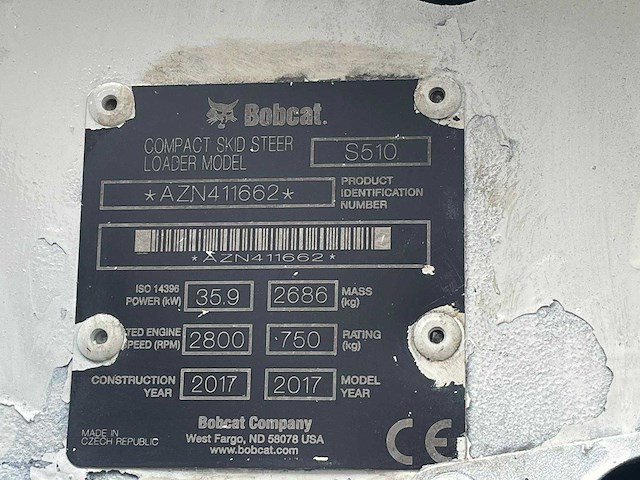 Bobcat.
COMPACT SKID STEER
LOADER MODEL S510
*AZN411662* PRODUCT IDENTIFICATION NUMBER
*AZN411662*
ISO 14396 POWER (kW) 35.9 2686 MASS (kg)
TED ENGINE PEED (RPM) 2800 750 RATING (kg)
CONSTRUCTION YEAR 2017 2017 MODEL YEAR
Bobcat Company
West Fargo, ND 58078 USA
www.bobcat.com
MADE IN
CZECH REPUBLIC
CE